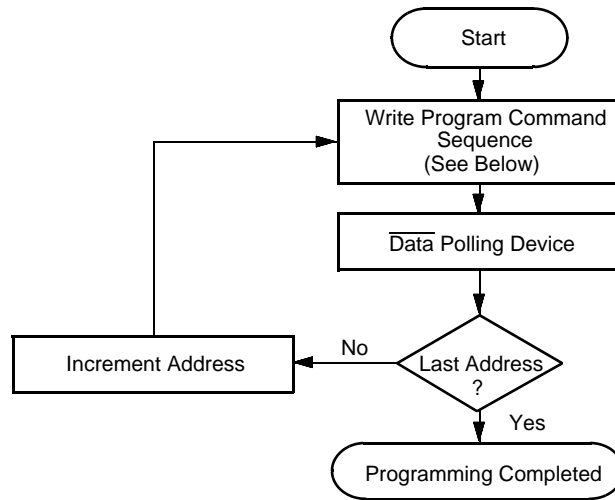 Start
Write Program Command
Sequence
(See Below)
Data Polling Device
Last Address
?
No
Increment Address
Yes
Programming Completed